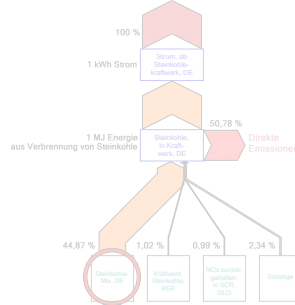 100 %
1 kWh Strom
Strom, ab
Steinkohle-
kraftwerk, DE
50,78 %
1 MJ Energie
aus Verbrennung von Steinkohle
Steinkohle,
in Kraft-
werk, DE
Direkte
Emissionen
44,87 %
1,02 %
0,99 %
2,34 %
Steinkohle-
Mix, DE
Kraftwerk,
Steinkohle,
RER
NOx zurück-
gehalten,
in SCR,
GLO
Sonstige